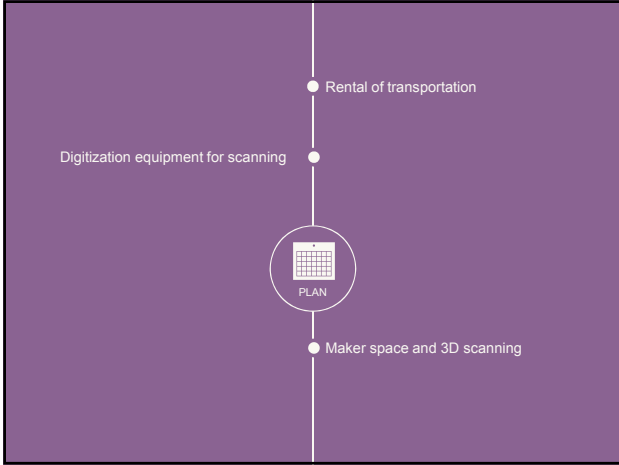 Rental of transportation
Digitization equipment for scanning
PLAN
Maker space and 3D scanning